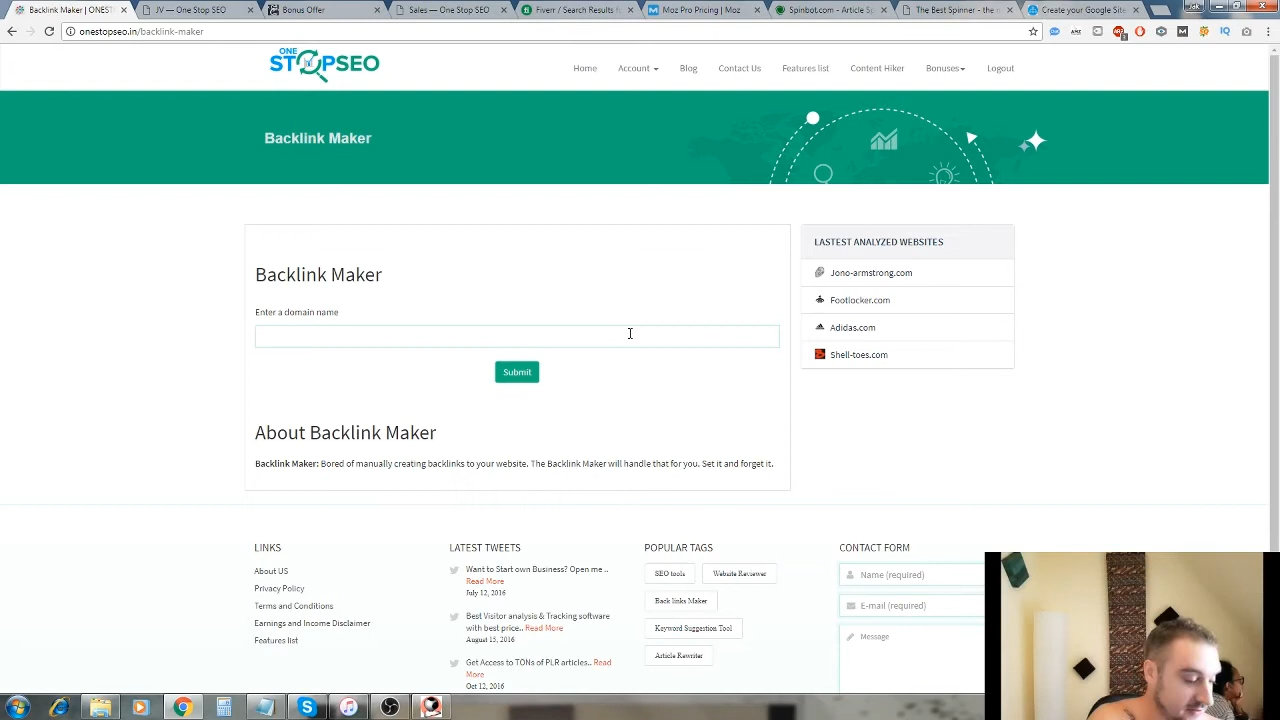 Backlink Maker | ONEST
JV — One Stop SEO
Bonus Offer
Sales — One Stop SEO
Fiverr / Search Results f
Moz Pro Pricing | Moz
Spinbot.com - Article Sp
The Best Spinner - the n
Create your Google Site
Jak
onestopseo.in/backlink-maker
ONE
STOPSEO
Home
Account
Blog
Contact Us
Features list
Content Hiker
Bonuses
Logout
Backlink Maker
Backlink Maker
Enter a domain name
Submit
About Backlink Maker
Backlink Maker: Bored of manually creating backlinks to your website. The Backlink Maker will handle that for you. Set it and forget it.
LASTEST ANALYZED WEBSITES
Jono-armstrong.com
Footlocker.com
Adidas.com
Shell-toes.com
LINKS
About US
Privacy Policy
Terms and Conditions
Earnings and Income Disclaimer
Features list
LATEST TWEETS
Want to Start own Business? Open me ..
Read More
July 12, 2016
Best Visitor analysis & Tracking software
with best price.. Read More
August 15, 2016
Get Access to TONs of PLR articles.. Read
More
Oct 12, 2016
POPULAR TAGS
SEO tools
Website Reviewer
Back links Maker
Keyword Suggestion Tool
Article Rewriter
CONTACT FORM
Name (required)
E-mail (required)
Message